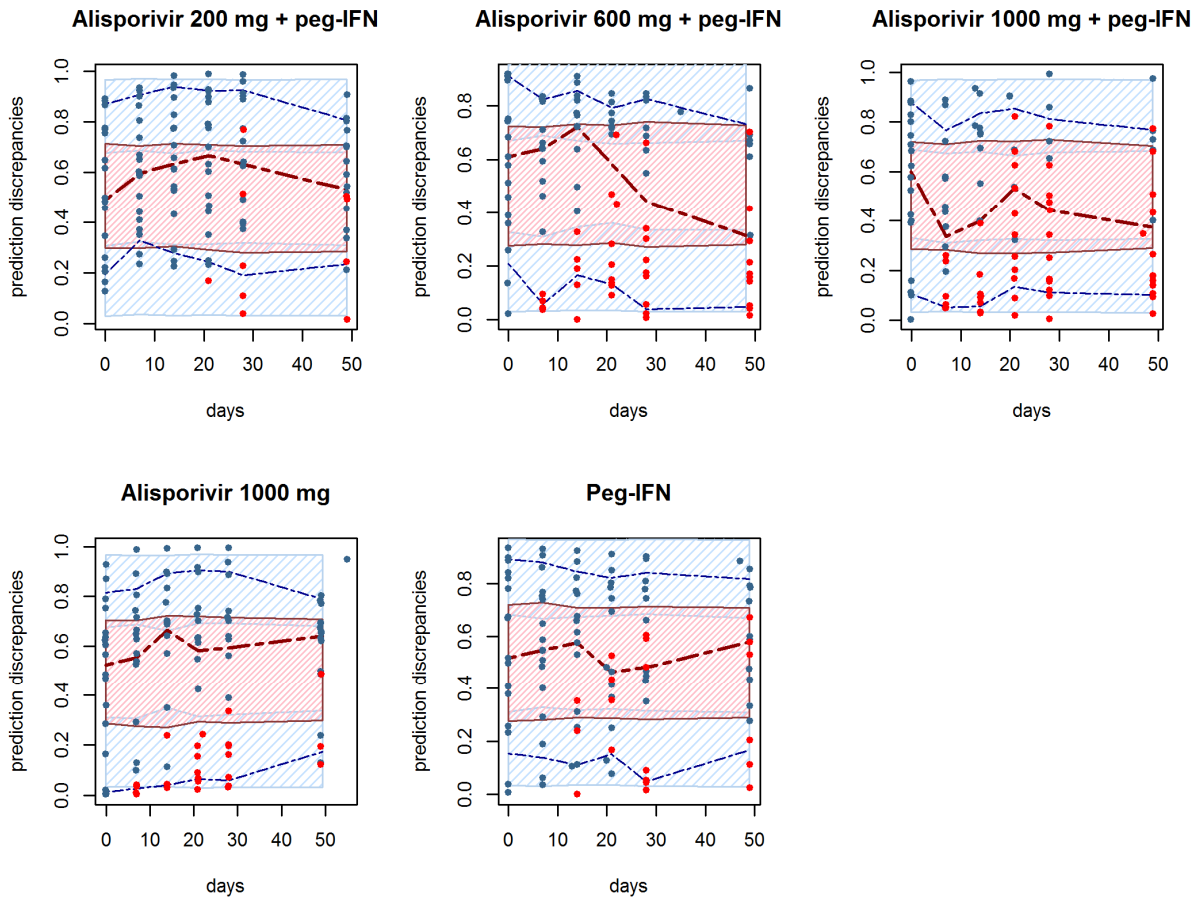 Alisporivir 200 mg + peg-IFN
Alisporivir 600 mg + peg-IFN
Alisporivir 1000 mg + peg-IFN
prediction discrepancies
0.0 0.2 0.4 0.6 0.8 1.0
0 10 20 30 40 50
days
prediction discrepancies
0.0 0.2 0.4 0.6 0.8
0 10 20 30 40 50
days
prediction discrepancies
0.0 0.2 0.4 0.6 0.8 1.0
0 10 20 30 40 50
days
Alisporivir 1000 mg
Peg-IFN
prediction discrepancies
0.0 0.2 0.4 0.6 0.8 1.0
0 10 20 30 40 50
days
prediction discrepancies
0.0 0.2 0.4 0.6 0.8
0 10 20 30 40 50
days